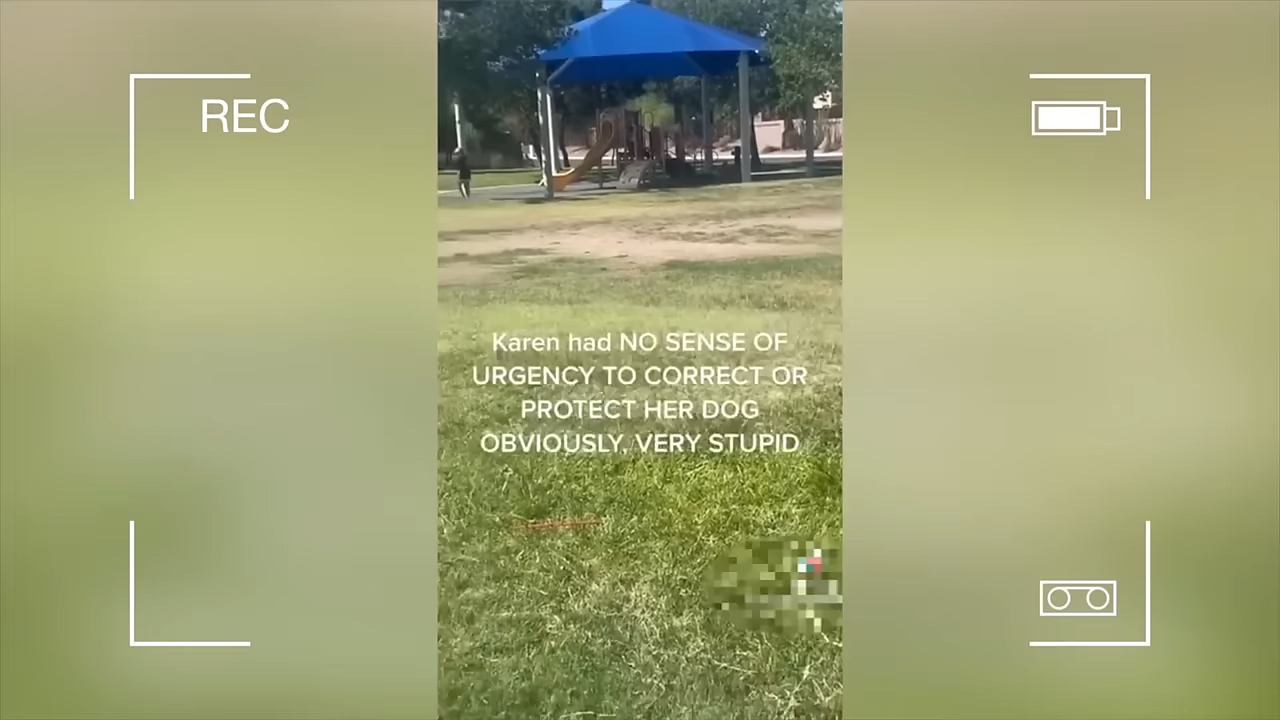 REC
Karen had NO SENSE OF
URGENCY TO CORRECT OR
PROTECT HER DOG
OBVIOUSLY, VERY STUPID